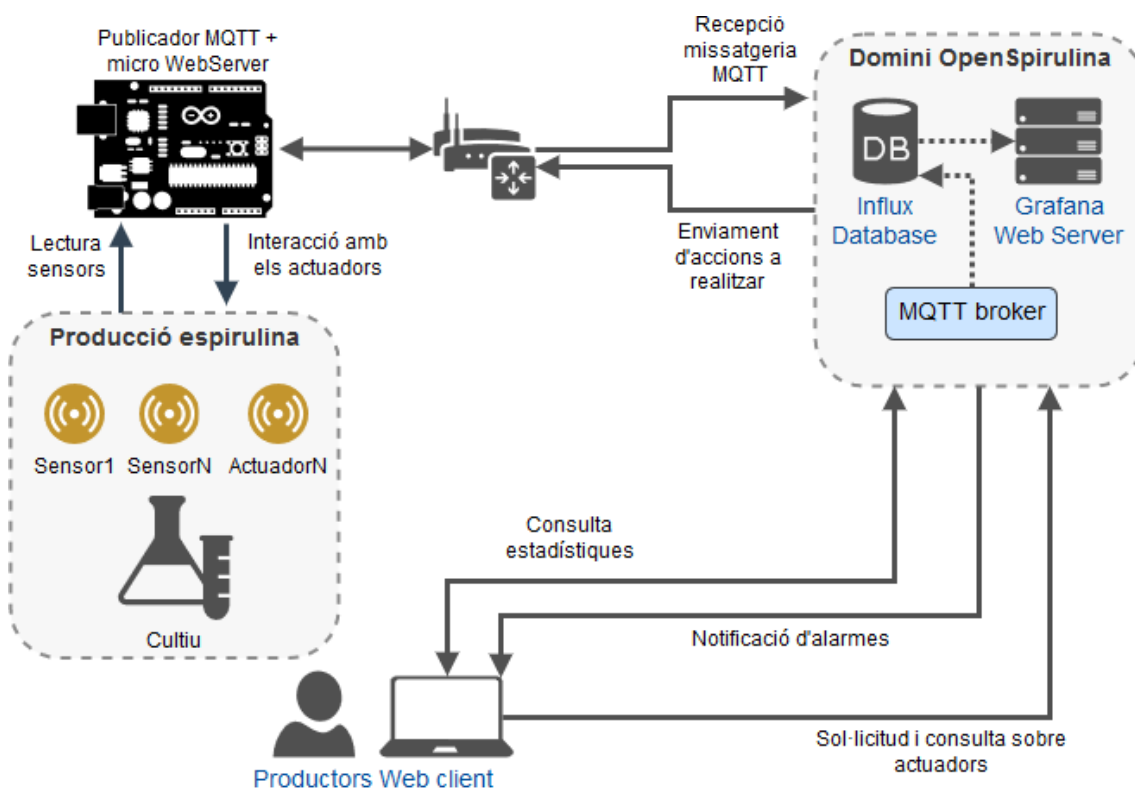 Publicador MQTT +
micro WebServer
Recepció
missatgeria
MQTT
Domini OpenSpirulina
DB
Influx
Database
Grafana
Web Server
MQTT broker
Enviament
d'accions a
realitzar
Lectura
sensors
Interacció amb
els actuadors
Producció espirulina
Sensor1
SensorN
ActuadorN
Cultiu
Consulta
estadístiques
Notificació d'alarmes
Sol·licitud i consulta sobre
actuadors
Productors
Web client